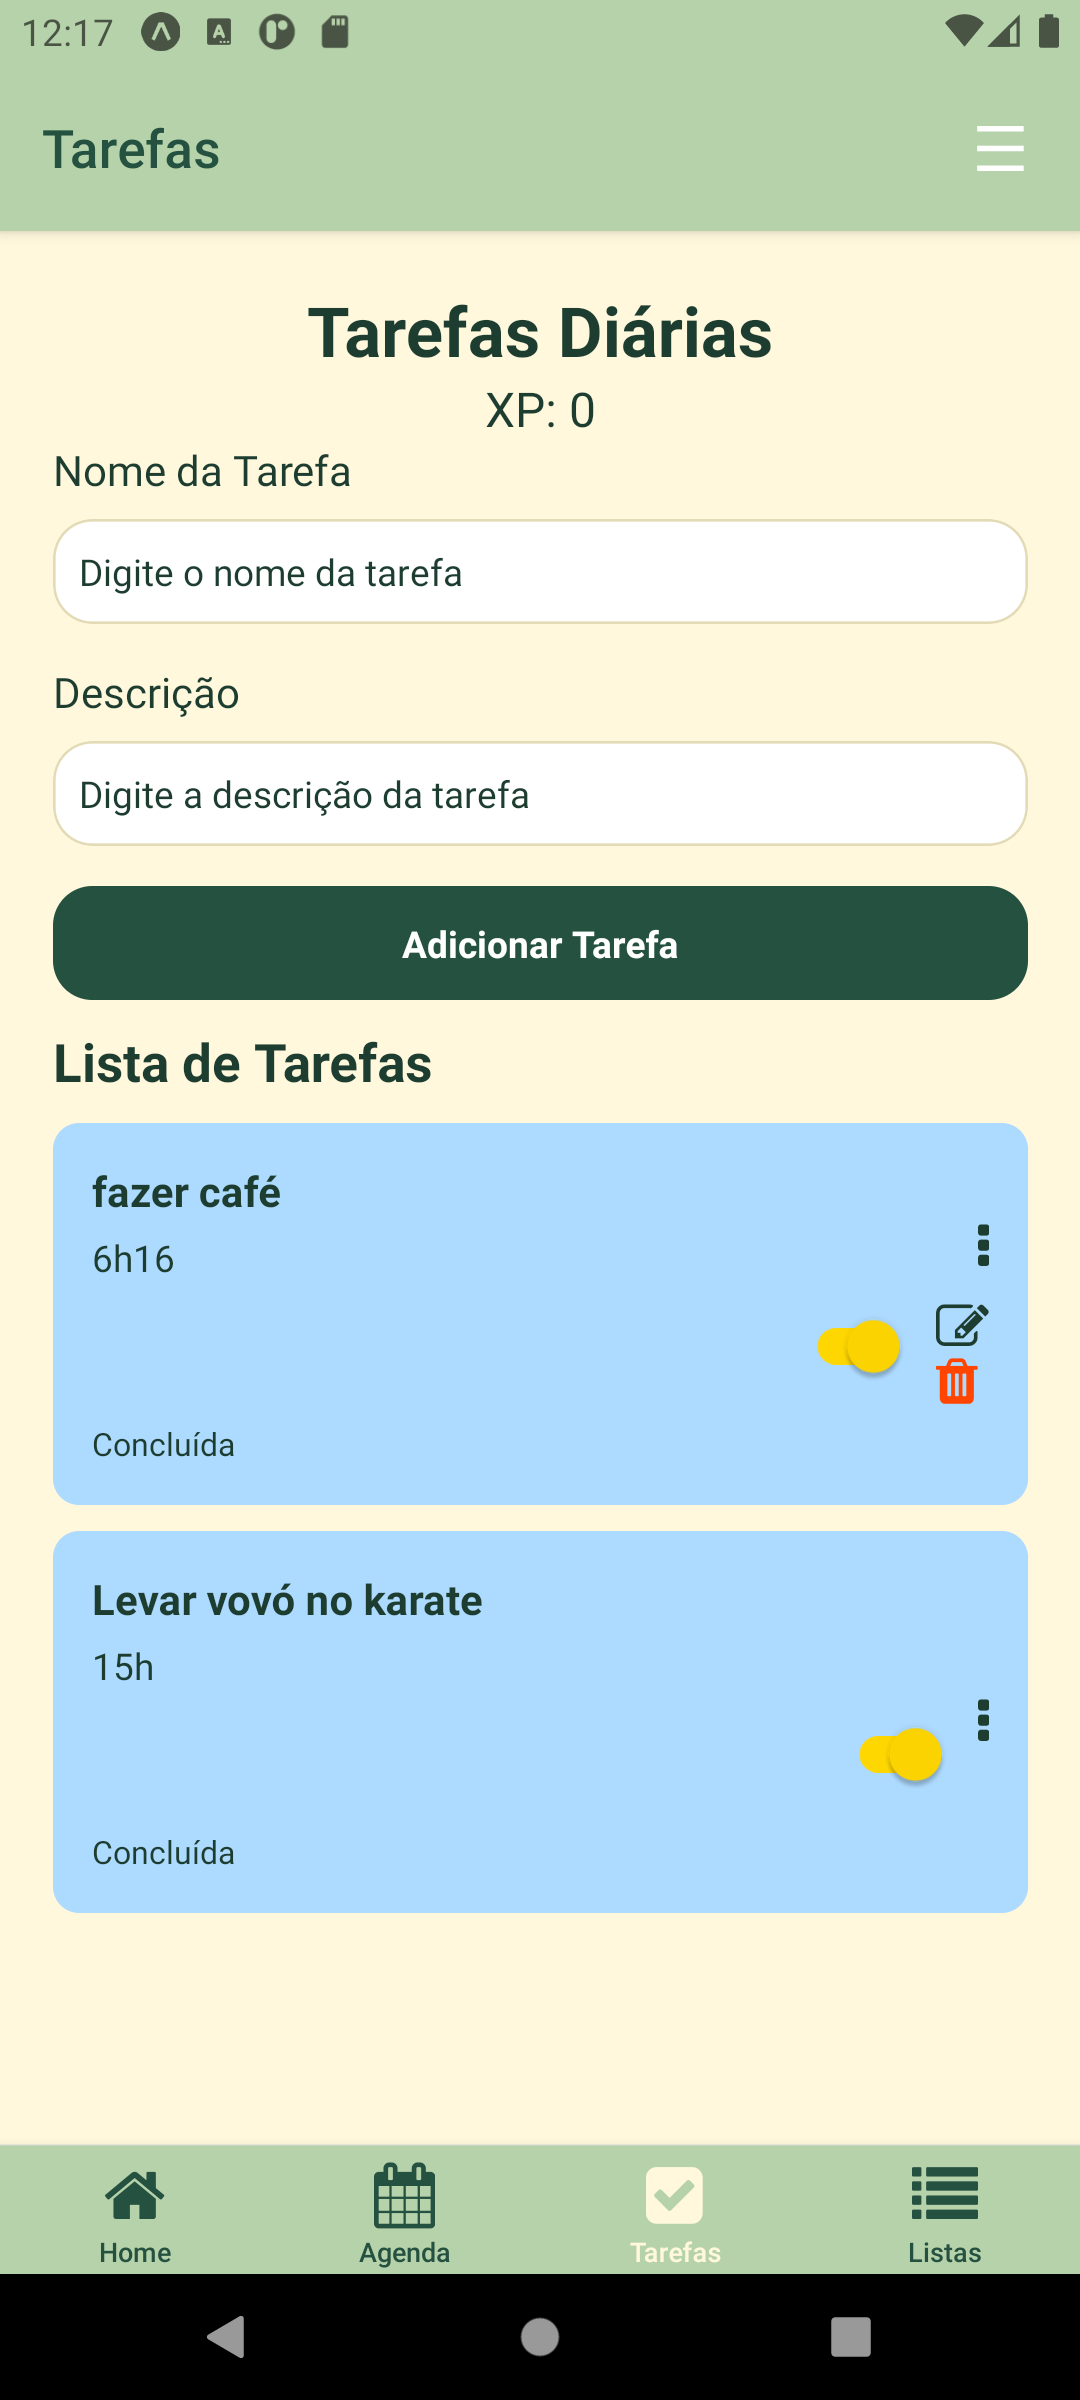 12:17
Tarefas
Tarefas Diárias
XP: 0
Nome da Tarefa
Digite o nome da tarefa
Descrição
Digite a descrição da tarefa
Adicionar Tarefa
Lista de Tarefas
fazer café
6h16
Concluída
Levar vovó no karate
15h
Concluída
Home Agenda Tarefas Listas